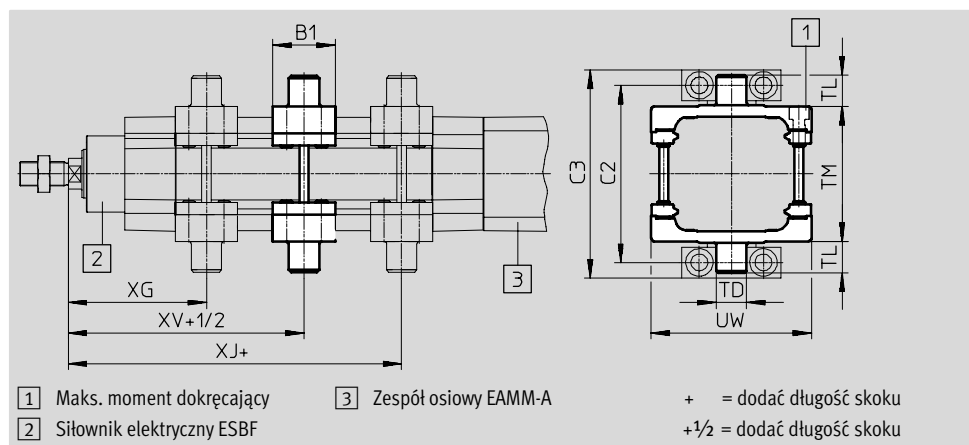 B1
1
TL
C3
C2
TM
TL
2
3
TD
XG
UW
XV+1/2
XJ+
1 Maks. moment dokręcający
3 Zespół osiowy EAMM-A
+ = dodać długość skoku
2 Siłownik elektryczny ESBF
+½ = dodać długość skoku